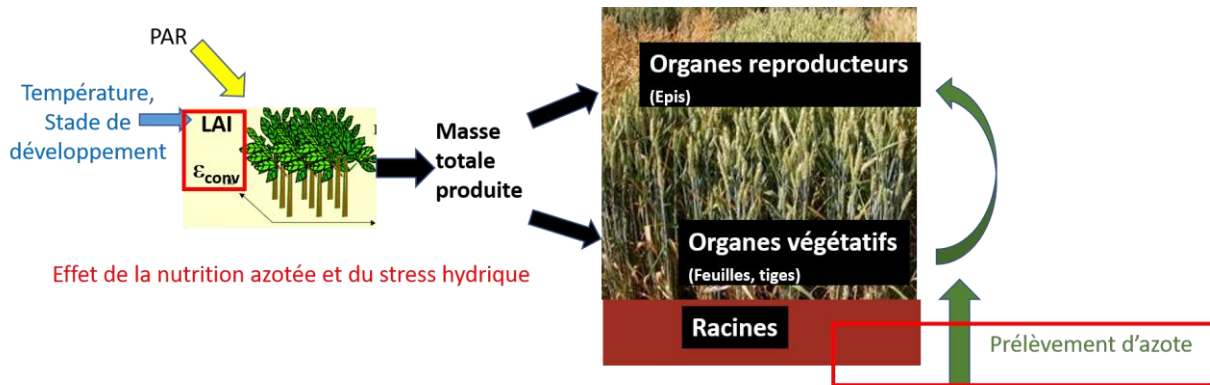 PAR
Température,
Stade de
développement
LAI
εconv
Masse
totale
produite
Effet de la nutrition azotée et du stress hydrique
Organes reproducteurs
(Epis)
Organes végétatifs
(Feuilles, tiges)
Racines
Prélèvement d'azote